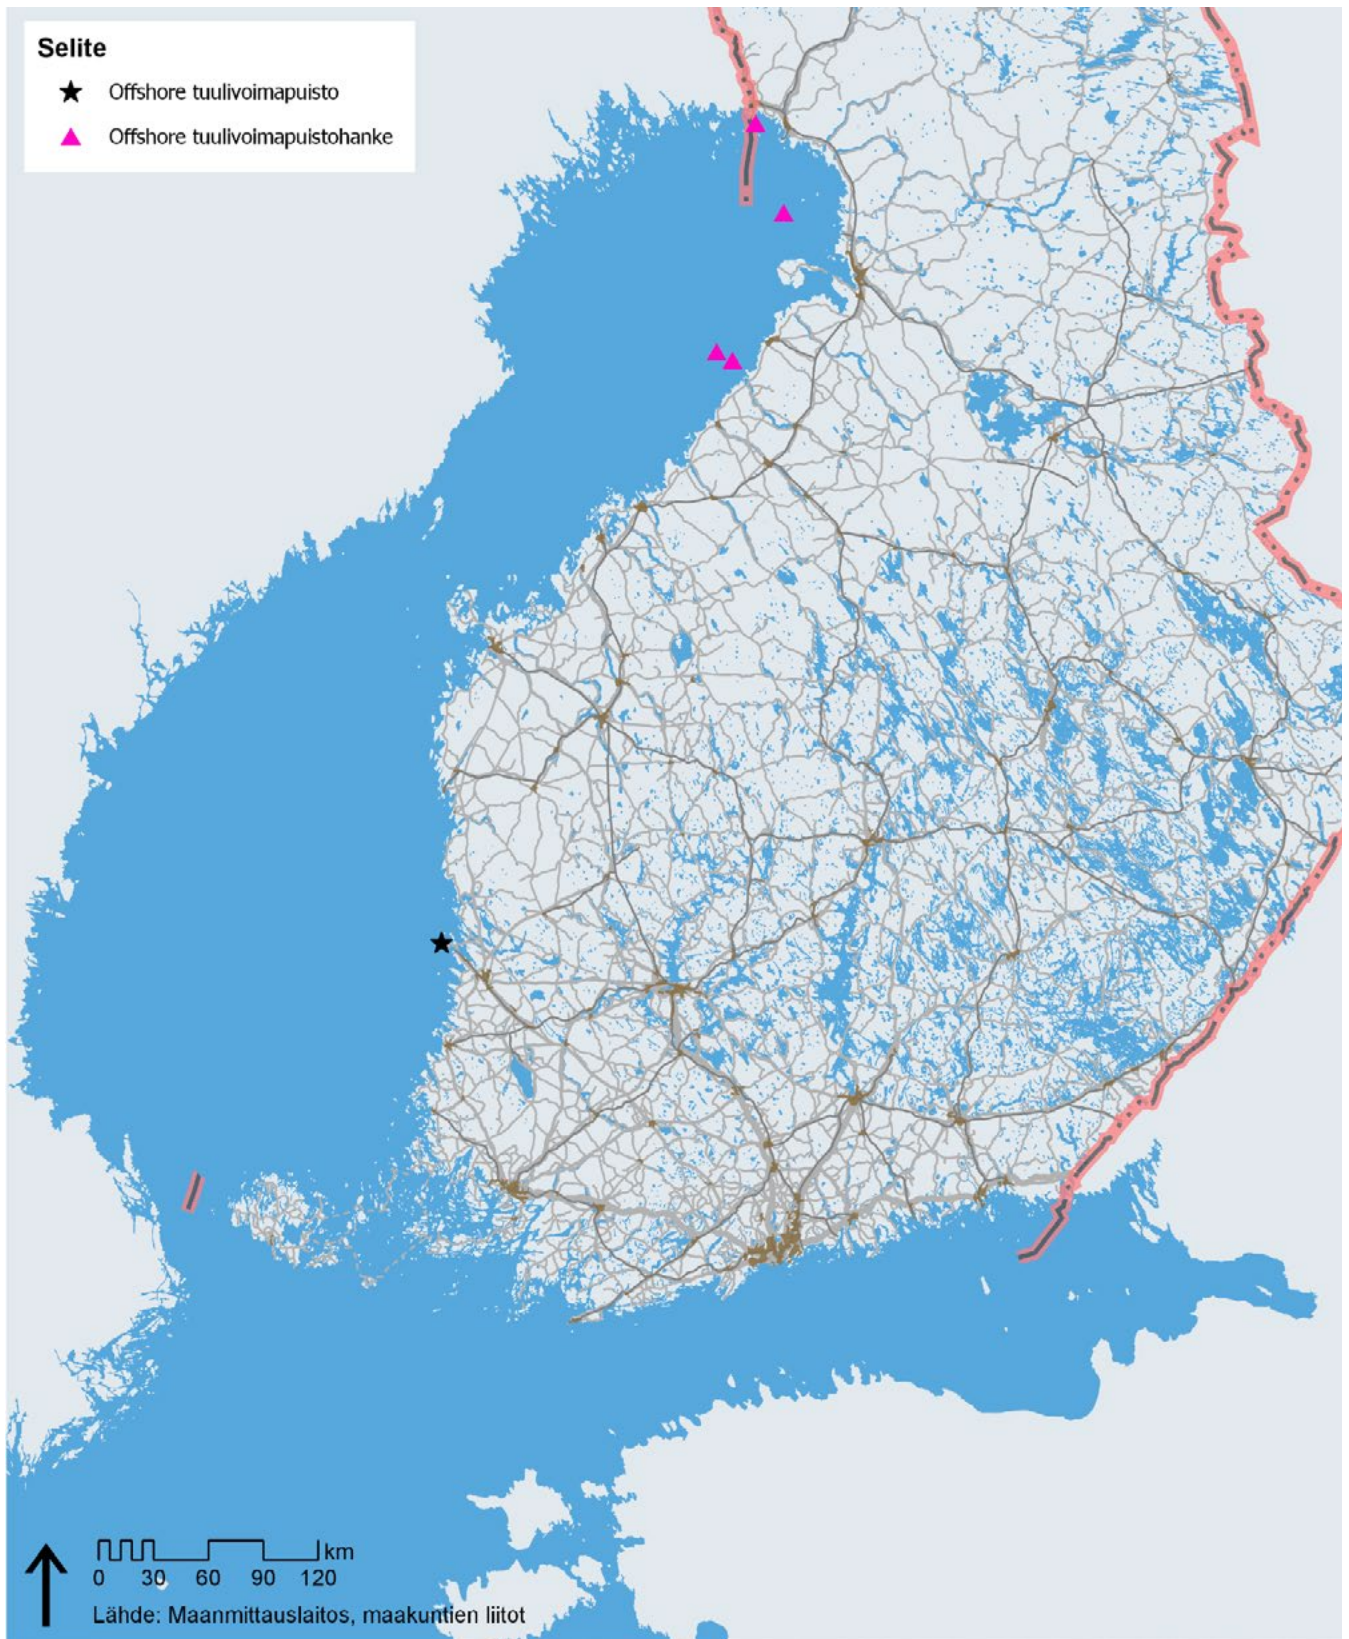 Selite
Offshore tuulivoimapuisto
Offshore tuulivoimapuistohanke
km
0 30 60 90 120
Lähde: Maanmittauslaitos, maakuntien liitot